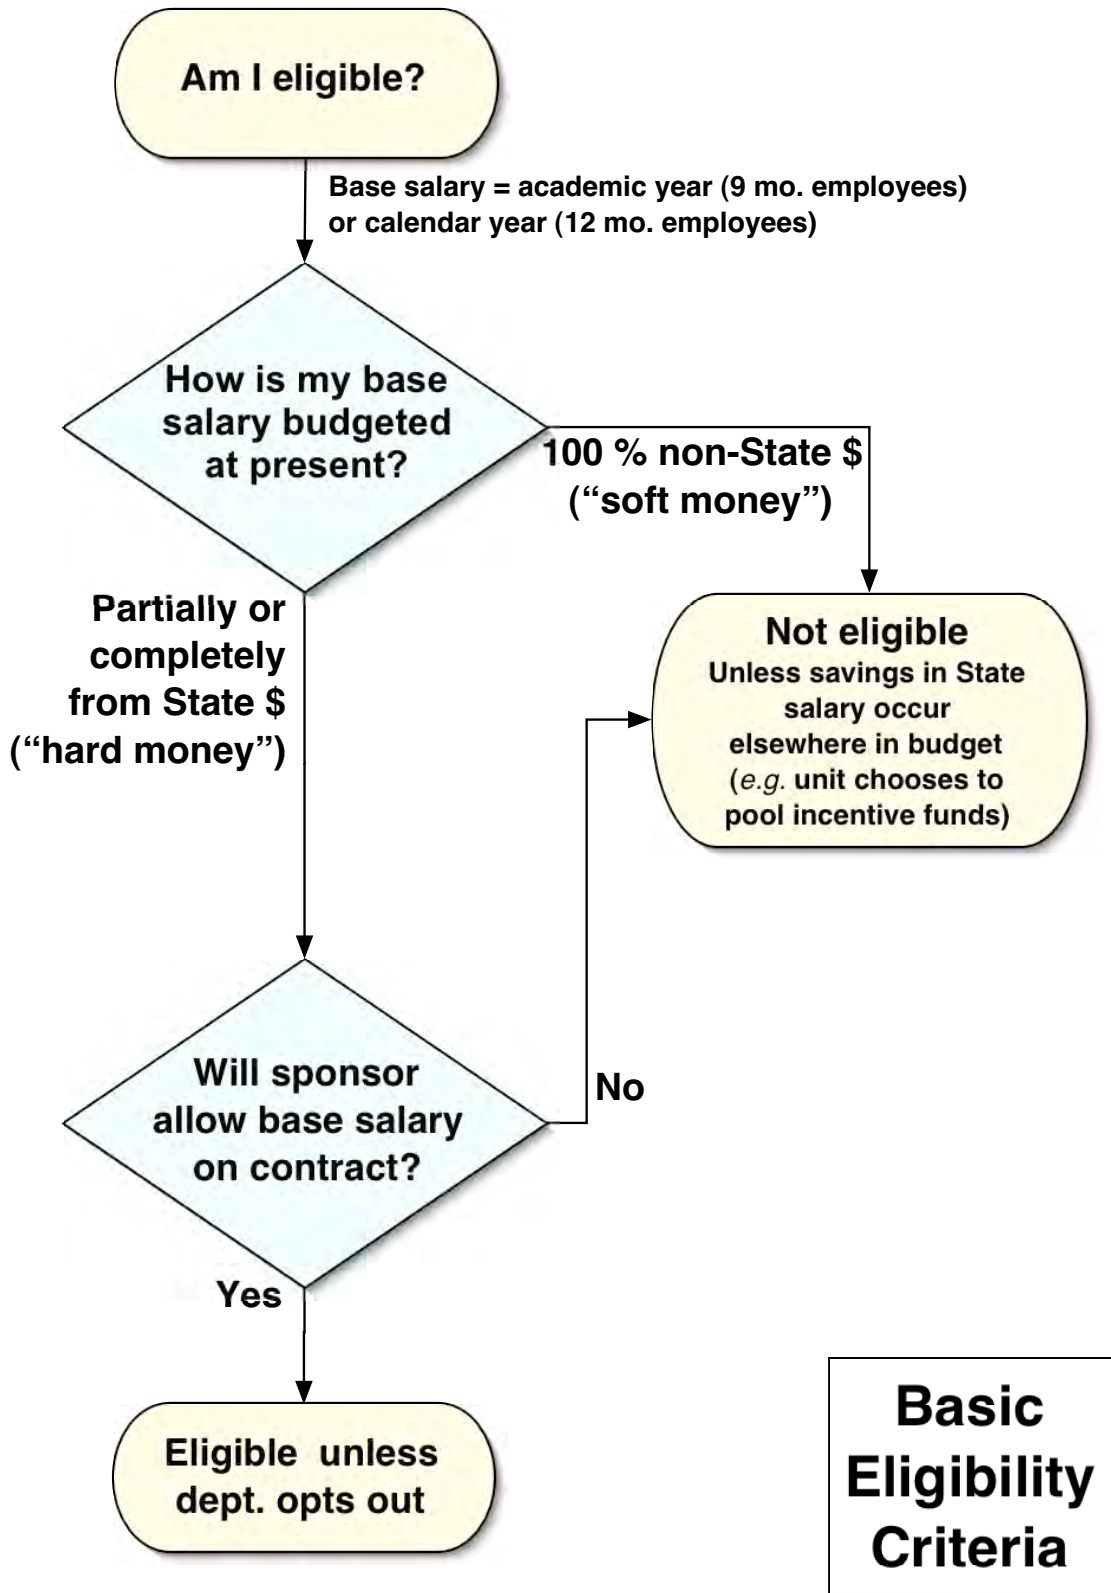 Am I eligible?
Base salary = academic year (9 mo. employees)
or calendar year (12 mo. employees)
How is my base
salary budgeted
at present?
100 % non-State $
(“soft money”)
Partially or
completely
from State $
(“hard money”)
Not eligible
Unless savings in State
salary occur
elsewhere in budget
(e.g. unit chooses to
pool incentive funds)
Will sponsor
allow base salary
on contract?
No
Yes
Eligible unless
dept. opts out
Basic
Eligibility
Criteria